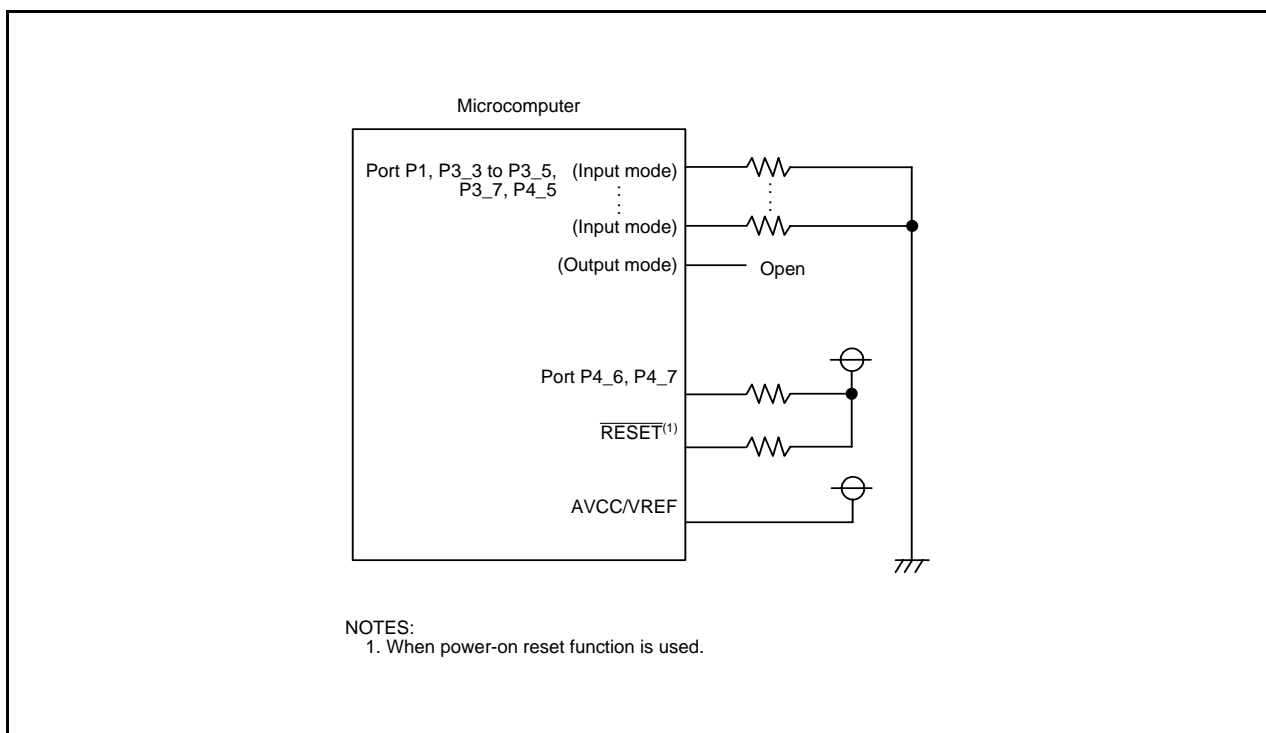 Microcomputer
Port P1, P3_3 to P3_5, (Input mode)
P3_7, P4_5
(Input mode)
(Output mode) Open
Port P4_6, P4_7
RESET(1)
AVCC/VREF
NOTES:
1. When power-on reset function is used.